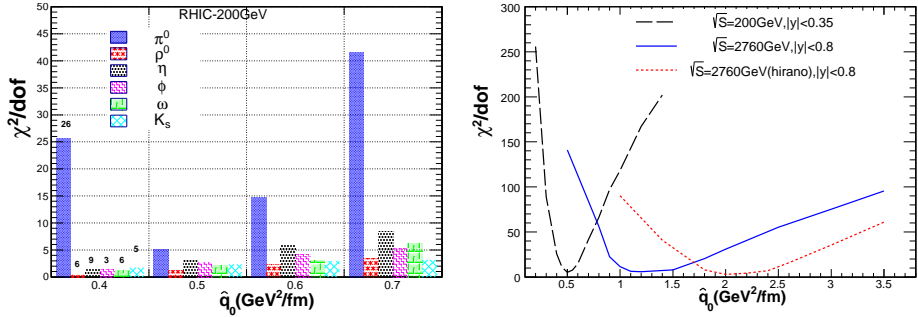 RHIC-200GeV
χ²/dof
50
45
40
35
30
25
20
15
10
5
0
π⁰
ρ⁰
η
ϕ
ω
Kₛ
26
6
9
3
6
5
0.4
0.5
0.6
0.7
q̂₀(GeV²/fm)
χ²/dof
300
250
200
150
100
50
0
√S=200GeV,|y|<0.35
√S=2760GeV,|y|<0.8
√S=2760GeV(hirano),|y|<0.8
0.5
1
1.5
2
2.5
3
3.5
q̂₀(GeV²/fm)